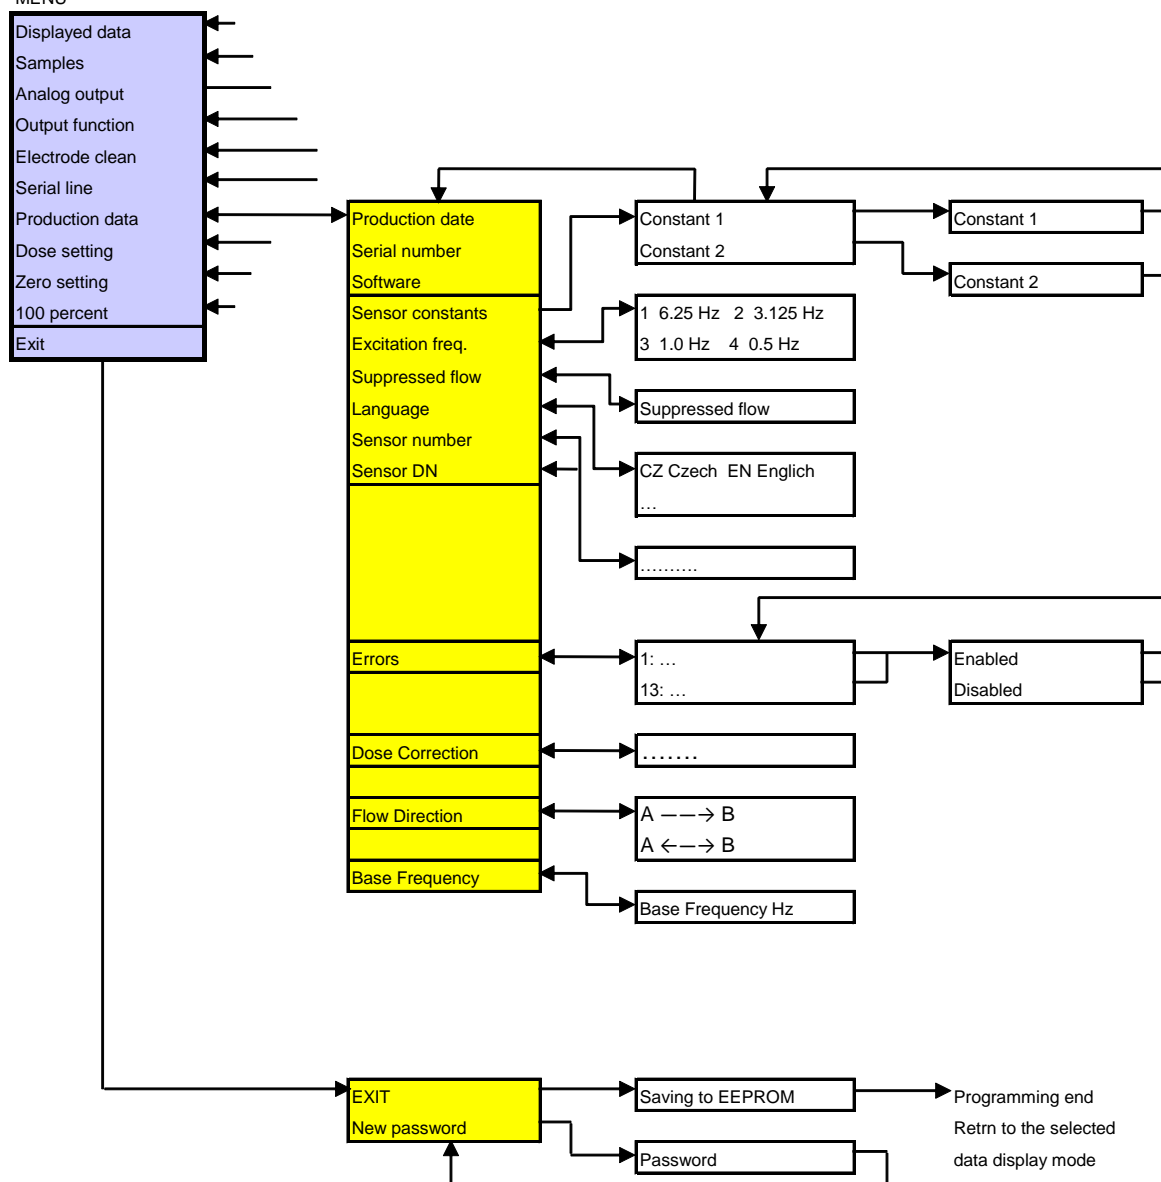 MENU
Displayed data
Samples
Analog output
Output function
Electrode clean
Serial line
Production data
Dose setting
Zero setting
100 percent
Exit
Production date
Serial number
Software
Sensor constants
Excitation freq.
Suppressed flow
Language
Sensor number
Sensor DN
Errors
Dose Correction
Flow Direction
Base Frequency
Constant 1
Constant 2
Constant 1
Constant 2
1 6.25 Hz 2 3.125 Hz
3 1.0 Hz 4 0.5 Hz
Suppressed flow
CZ Czech EN Englich
…
……….
1: …
13: …
Enabled
Disabled
…….
A ——→ B
A ←—→ B
Base Frequency Hz
EXIT
New password
Saving to EEPROM
Password
Programming end
Retrn to the selected
data display mode